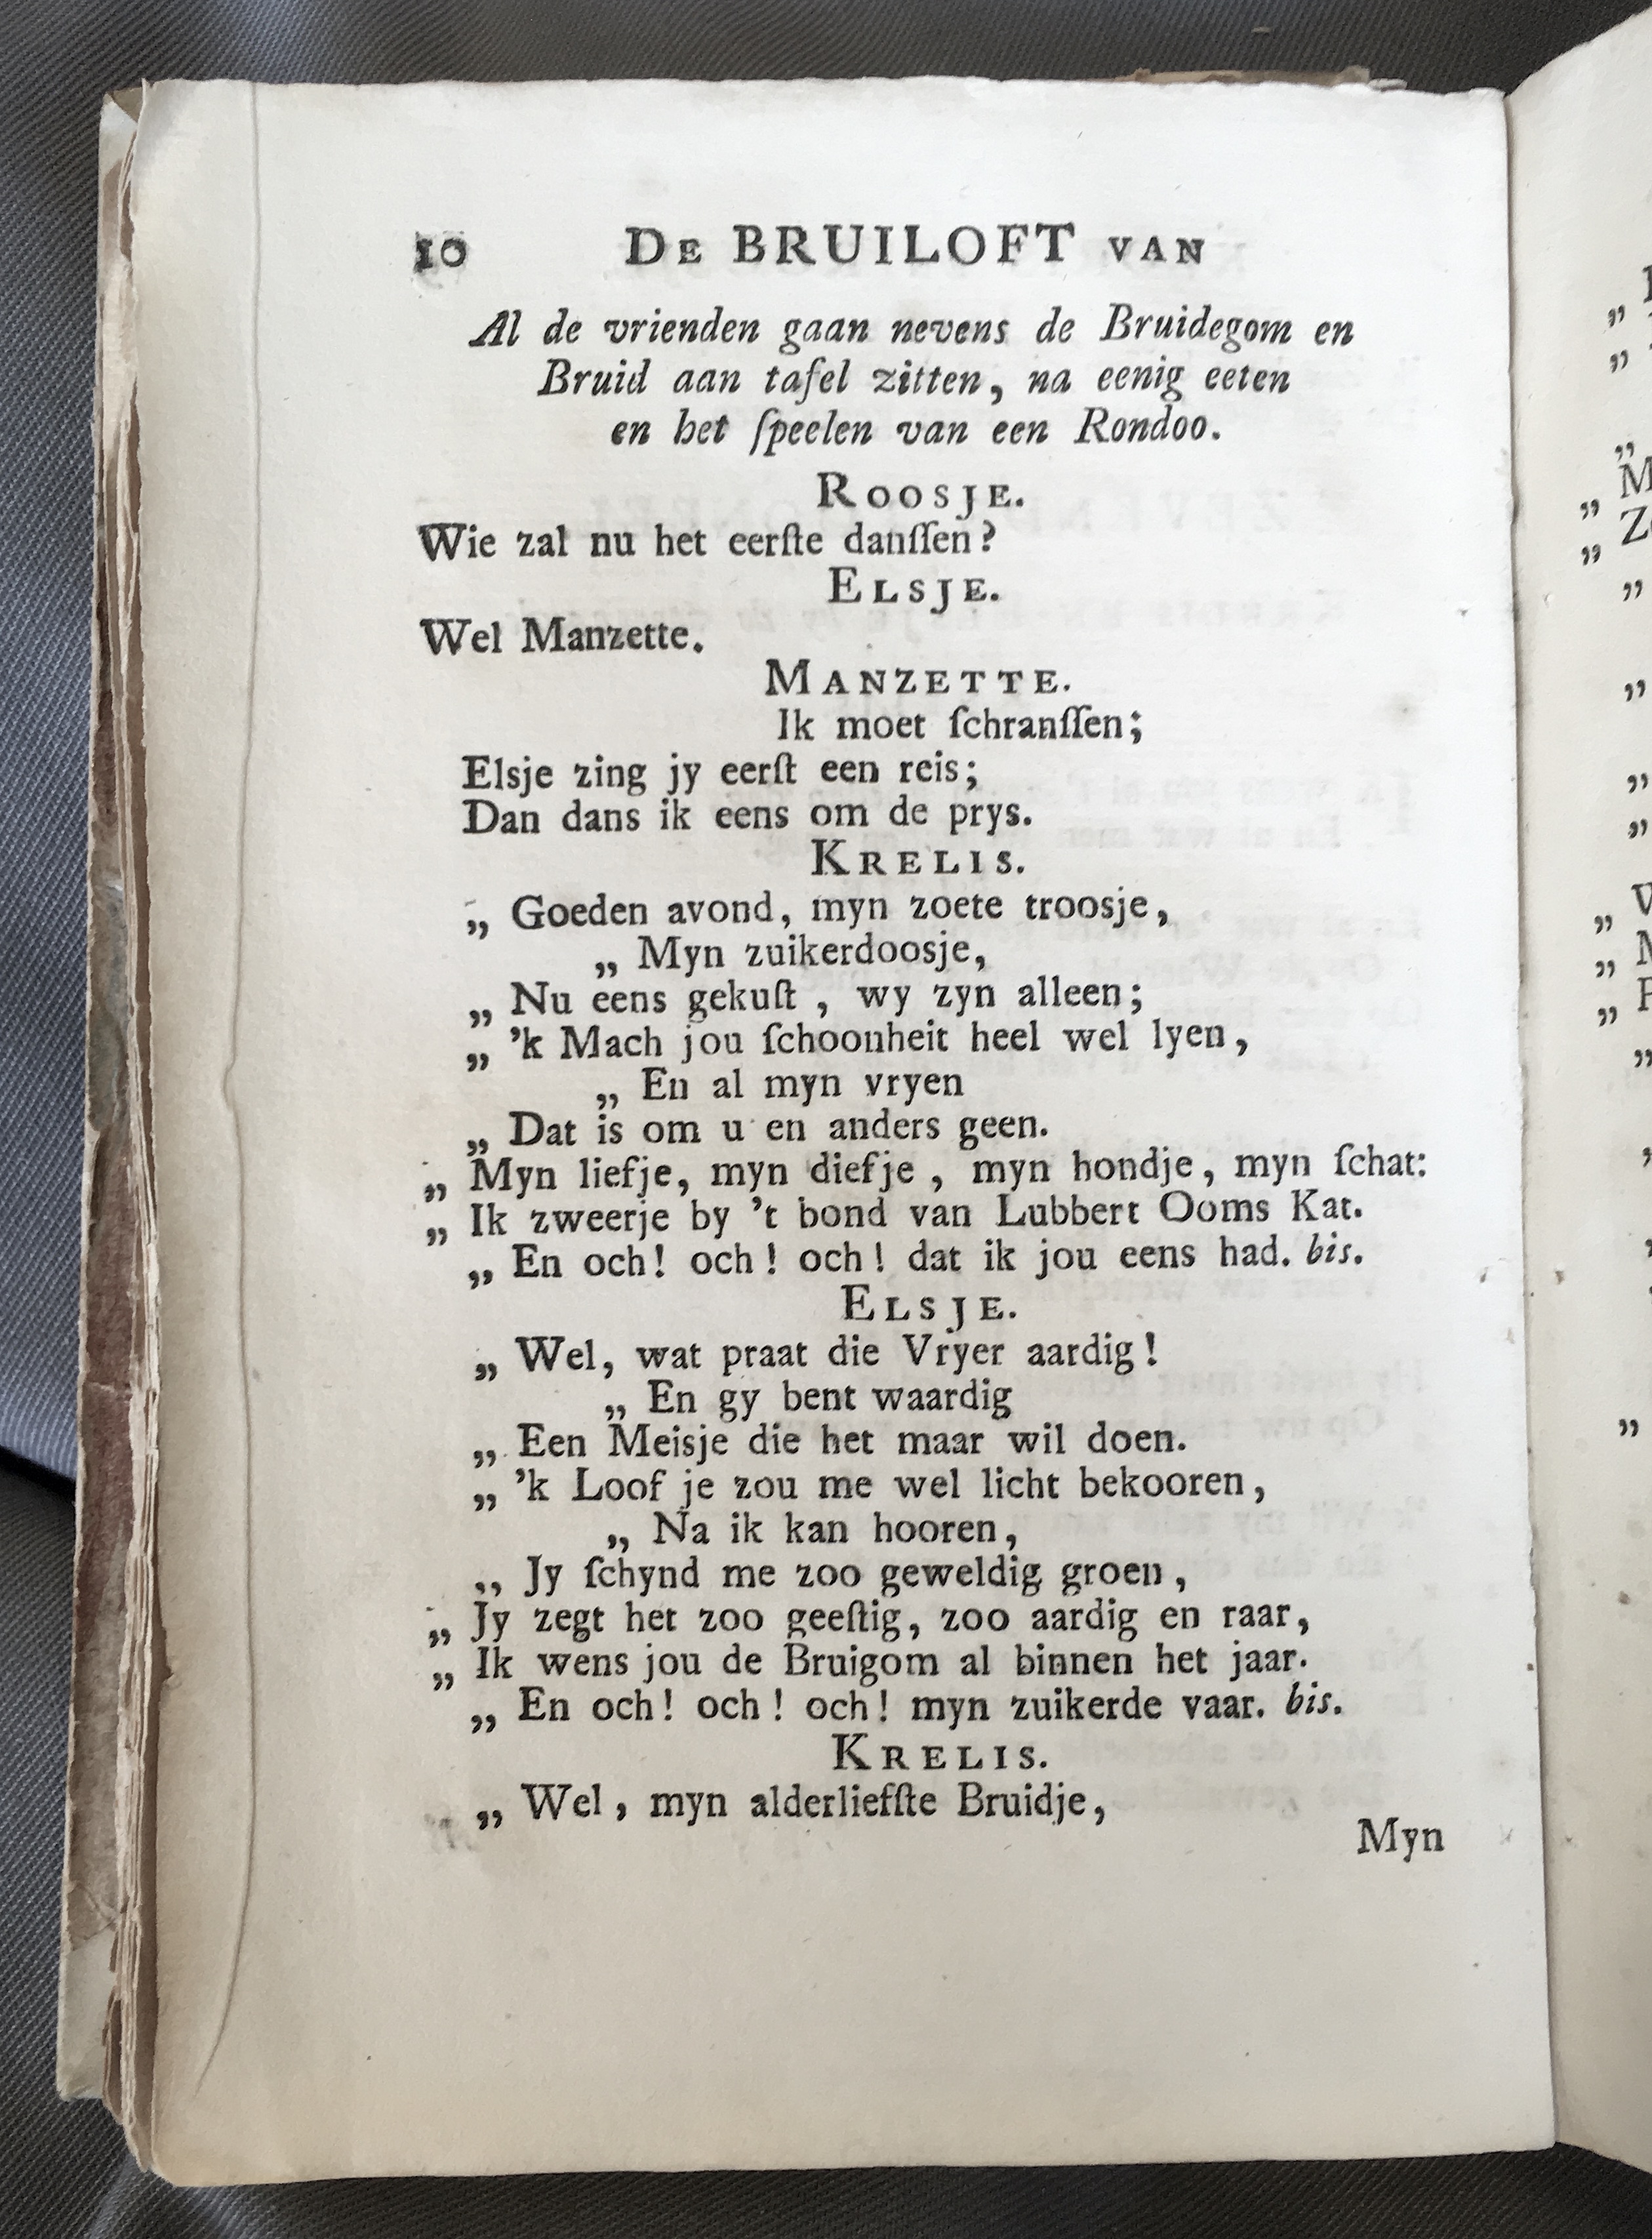 10 DE BRUILOFT VAN
Al de vrienden gaan nevens de Bruidegom en
Bruid aan tafel zitten, na eenig eeten
en het ſpeelen van een Rondoo.
ROOSJE.
Wie zal nu het eerſte danſſen?
ELSJE.
Wel Manzette.
MANZETTE.
Ik moet ſchranſſen;
Elsje zing jy eerſt een reis;
Dan dans ik eens om de prys.
KRELIS.
„ Goeden avond, myn zoete troosje,
„ Myn zuikerdoosje,
„ Nu eens gekuſt, wy zyn alleen;
„ ’k Mach jou ſchoonheit heel wel lyen,
„ En al myn vryen
„ Dat is om u en anders geen.
„ Myn liefje, myn diefje, myn hondje, myn ſchat:
„ Ik zweerje by ’t bond van Lubbert Ooms Kat.
„ En och! och! och! dat ik jou eens had. bis.
ELSJE.
„ Wel, wat praat die Vryer aardig!
„ En gy bent waardig
„ Een Meisje die het maar wil doen.
„ ’k Loof je zou me wel licht bekooren,
„ Na ik kan hooren,
„ Jy ſchynd me zoo geweldig groen,
„ Jy zegt het zoo geeſtig, zoo aardig en raar,
„ Ik wens jou de Bruigom al binnen het jaar.
„ En och! och! och! myn zuikerde vaar. bis.
KRELIS.
„ Wel, myn alderliefſte Bruidje,
Myn